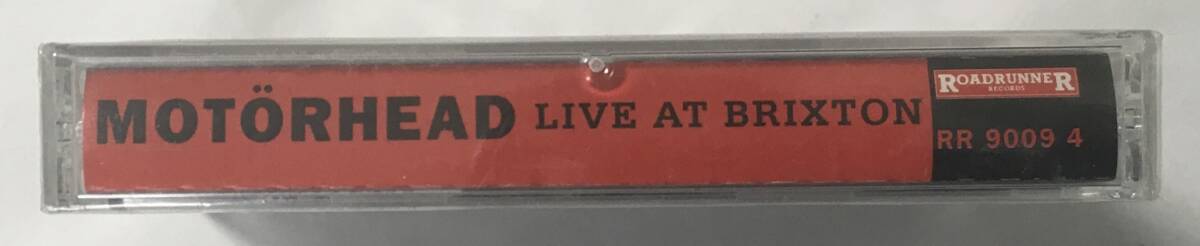 MOTÖRHEAD LIVE AT BRIXTON
ROADRUNNER
RECORDS
RR 9009 4